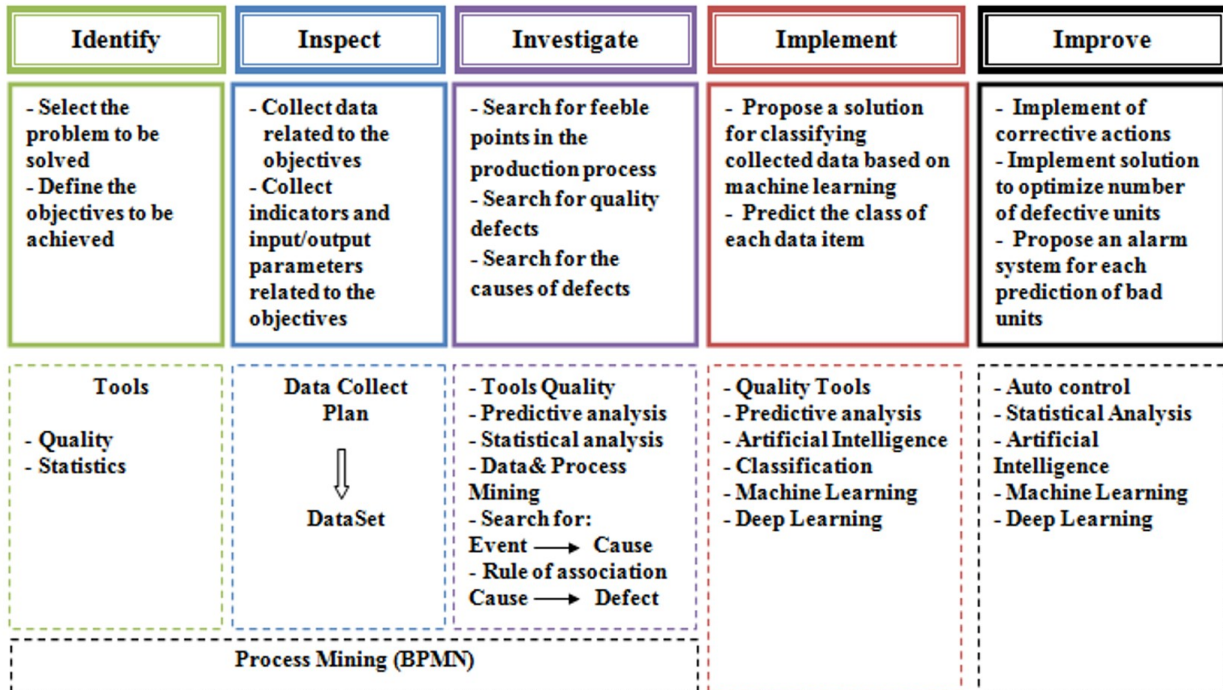 Identify
Inspect
Investigate
Implement
Improve
- Select the
problem to be
solved
- Define the
objectives to be
achieved
- Collect data
related to the
objectives
- Collect
indicators and
input/output
parameters
related to the
objectives
- Search for feeble
points in the
production process
- Search for quality
defects
- Search for the
causes of defects
- Propose a solution
for classifying
collected data based on
machine learning
- Predict the class of
each data item
- Implement of
corrective actions
- Implement solution
to optimize number
of defective units
- Propose an alarm
system for each
prediction of bad
units
Tools
- Quality
- Statistics
Data Collect
Plan
DataSet
- Tools Quality
- Predictive analysis
- Statistical analysis
- Data& Process
Mining
- Search for:
Event → Cause
- Rule of association
Cause → Defect
- Quality Tools
- Predictive analysis
- Artificial Intelligence
- Classification
- Machine Learning
- Deep Learning
- Auto control
- Statistical Analysis
- Artificial
Intelligence
- Machine Learning
- Deep Learning
Process Mining (BPMN)